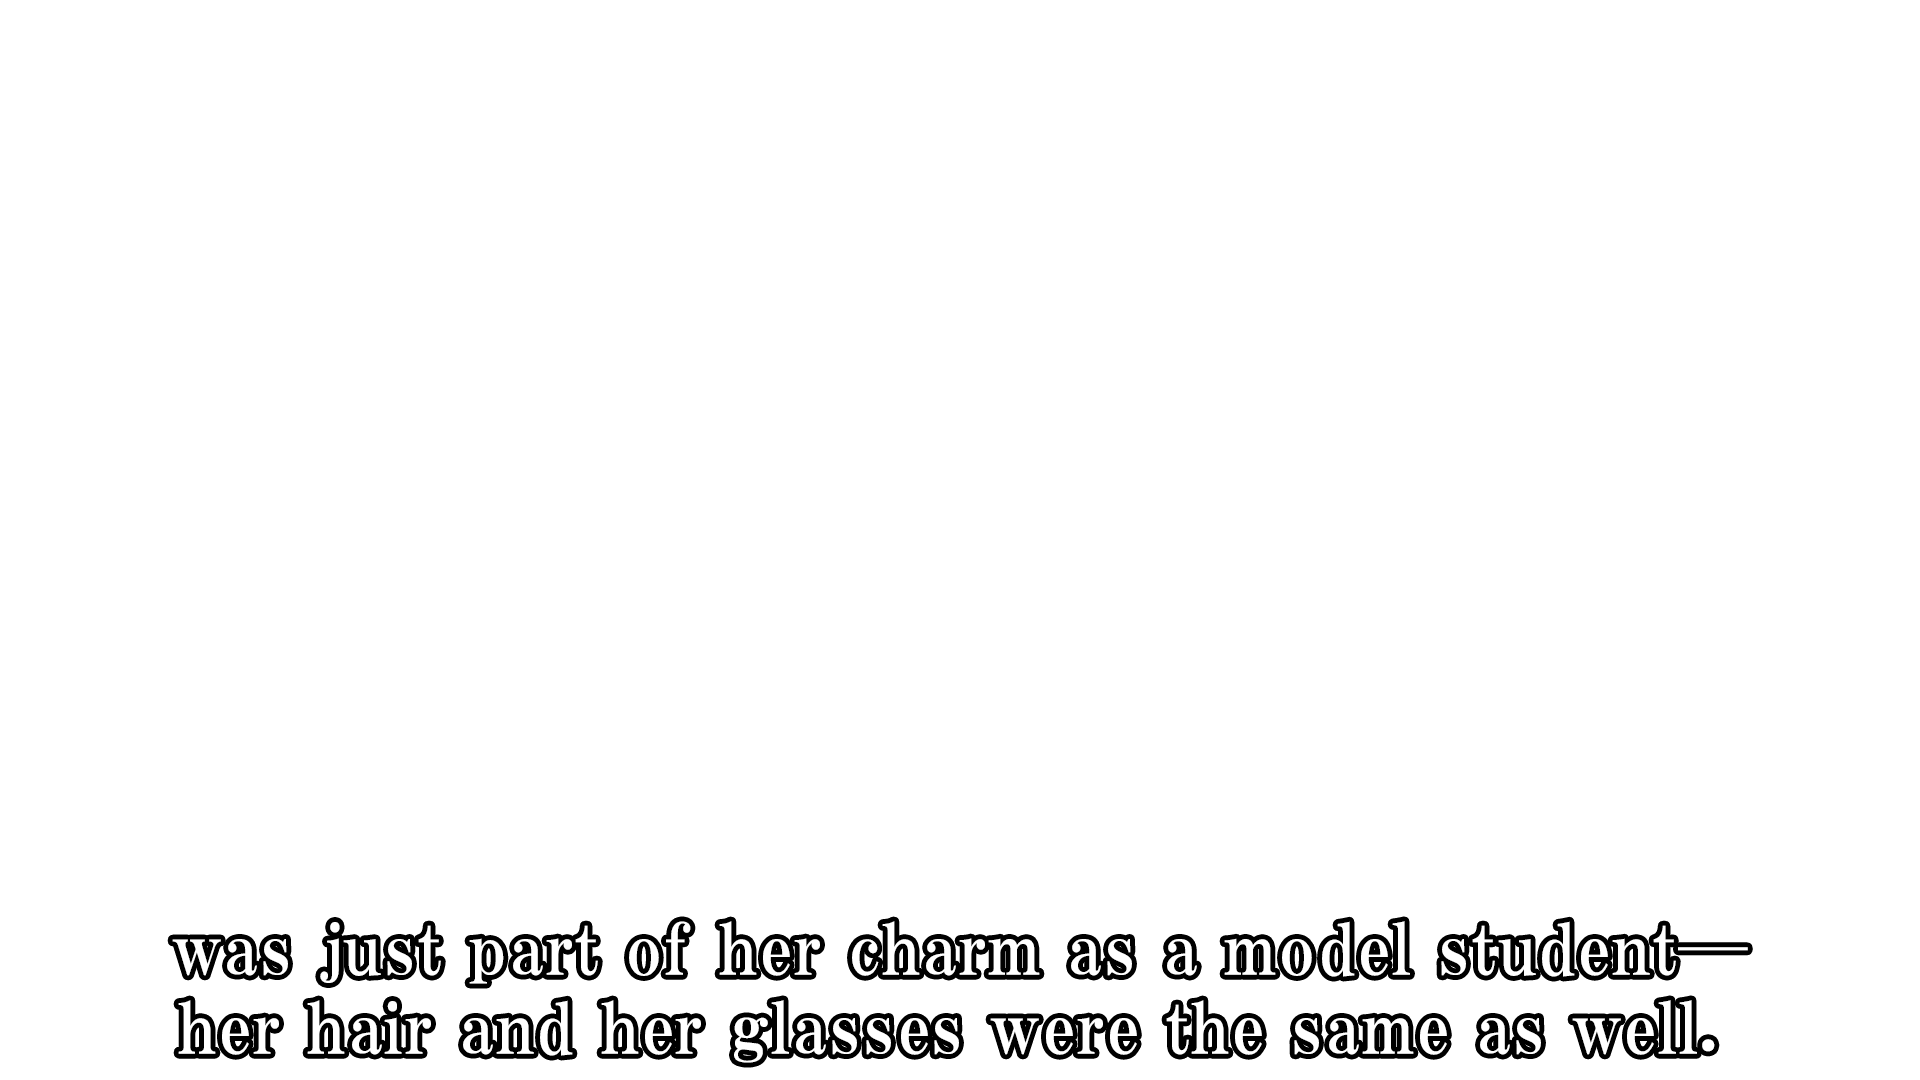 was just part of her charm as a model student—
her hair and her glasses were the same as well.